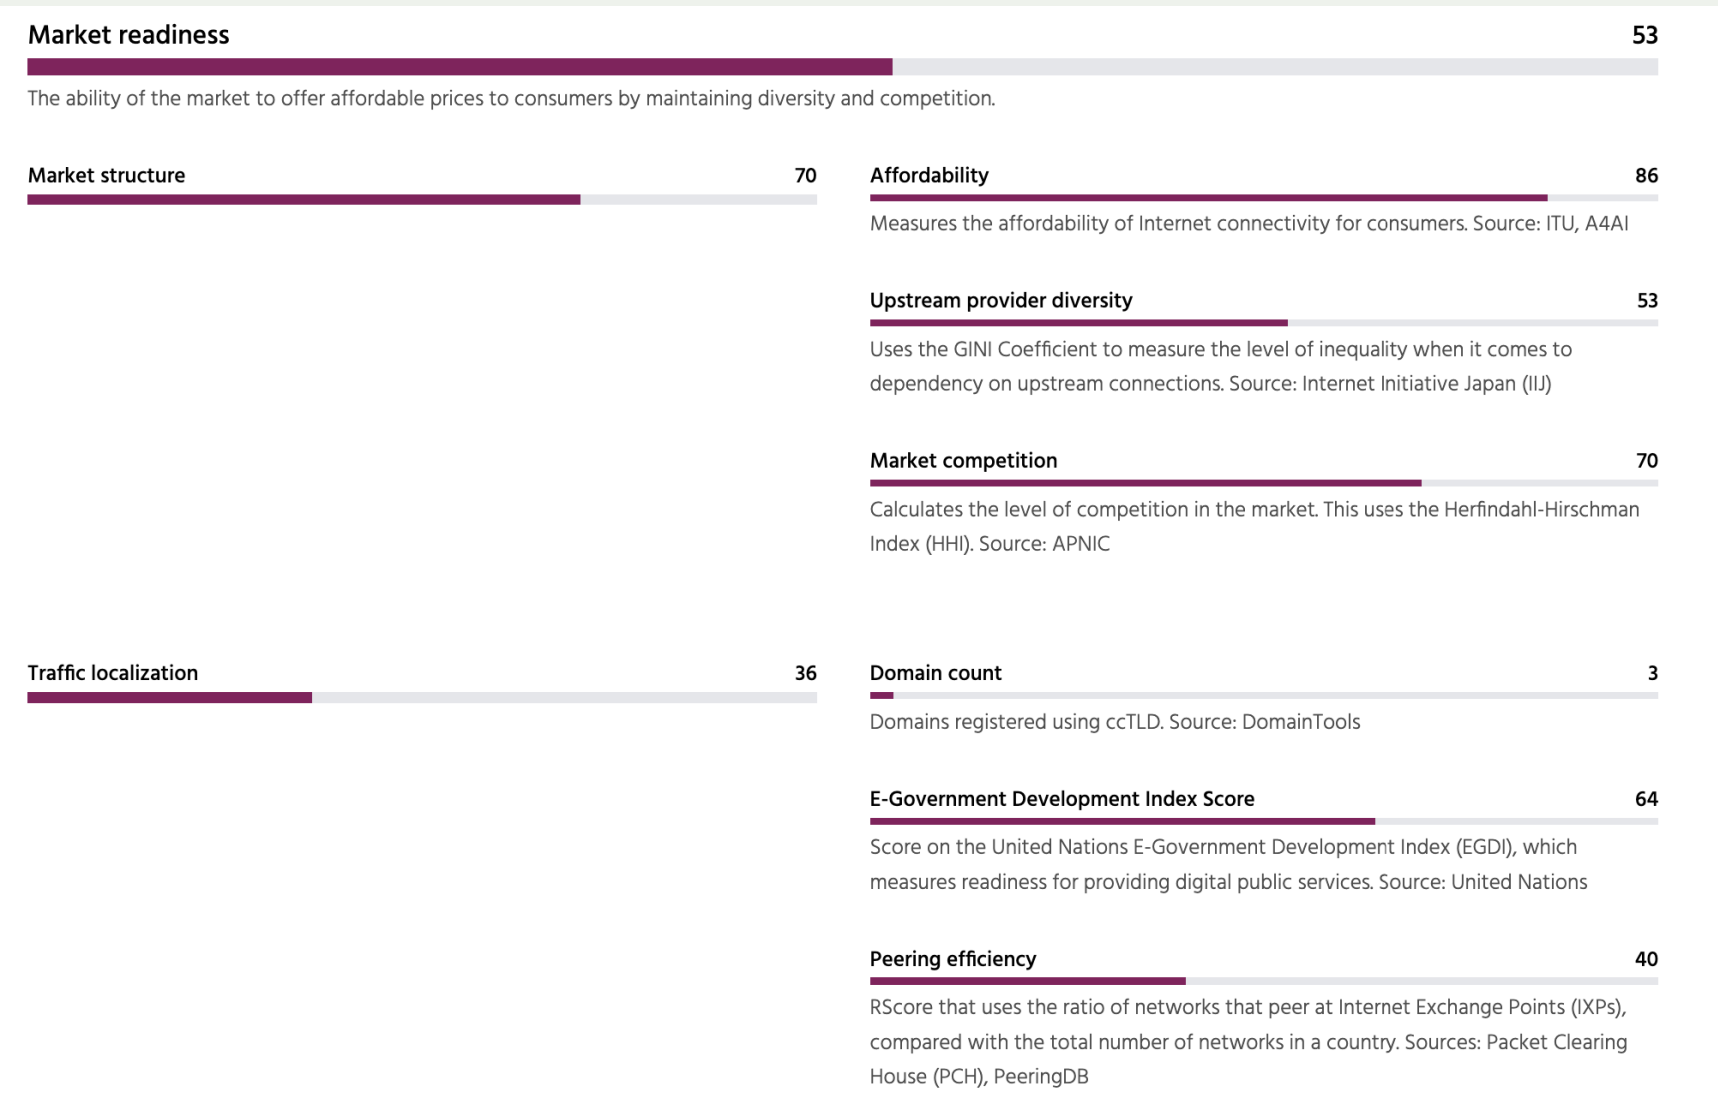 Market readiness 53
The ability of the market to offer affordable prices to consumers by maintaining diversity and competition.
Market structure 70
Affordability 86
Measures the affordability of Internet connectivity for consumers. Source: ITU, A4AI
Upstream provider diversity 53
Uses the GINI Coefficient to measure the level of inequality when it comes to
dependency on upstream connections. Source: Internet Initiative Japan (IIJ)
Market competition 70
Calculates the level of competition in the market. This uses the Herfindahl-Hirschman
Index (HHI). Source: APNIC
Traffic localization 36
Domain count 3
Domains registered using ccTLD. Source: DomainTools
E-Government Development Index Score 64
Score on the United Nations E-Government Development Index (EGDI), which
measures readiness for providing digital public services. Source: United Nations
Peering efficiency 40
RScore that uses the ratio of networks that peer at Internet Exchange Points (IXPs),
compared with the total number of networks in a country. Sources: Packet Clearing
House (PCH), PeeringDB